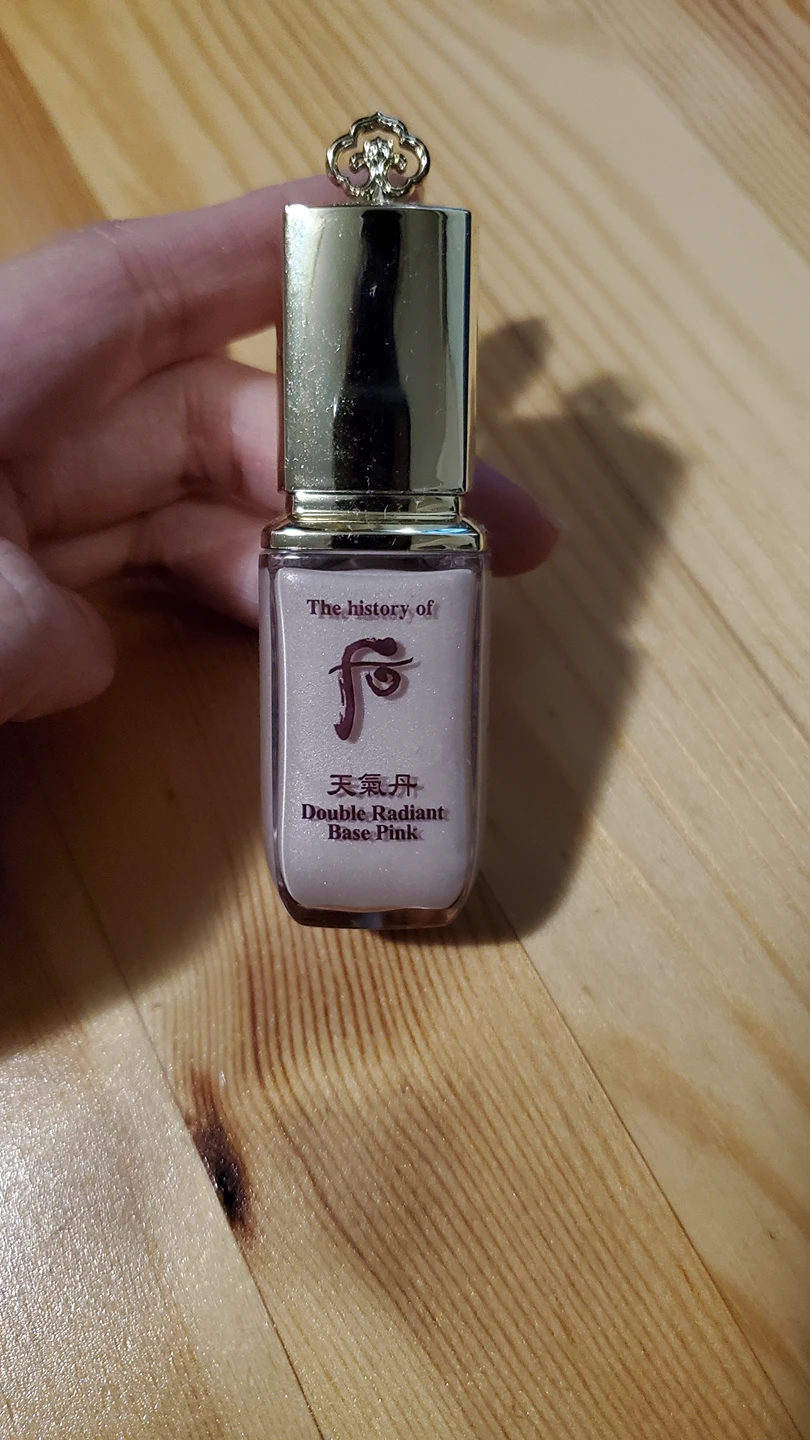 The history of
后
天氣丹
Double Radiant
Base Pink